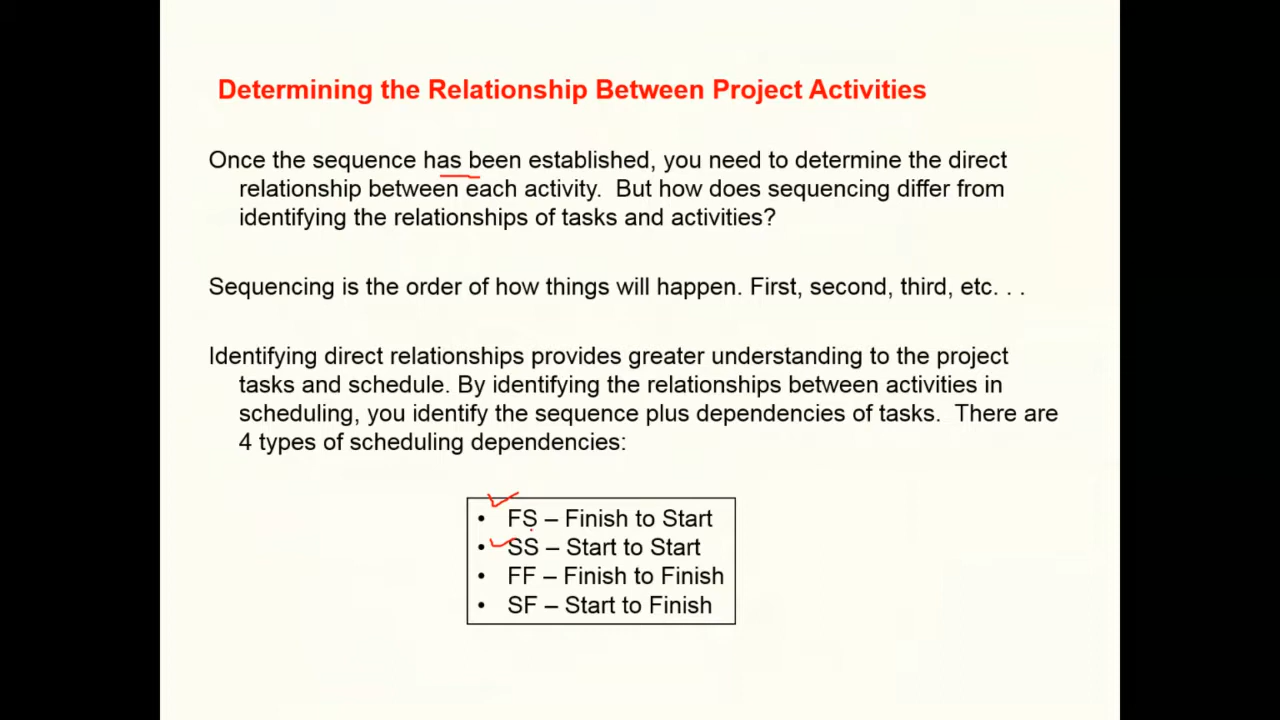 Determining the Relationship Between Project Activities
Once the sequence has been established, you need to determine the direct
relationship between each activity. But how does sequencing differ from
identifying the relationships of tasks and activities?
Sequencing is the order of how things will happen. First, second, third, etc. . .
Identifying direct relationships provides greater understanding to the project
tasks and schedule. By identifying the relationships between activities in
scheduling, you identify the sequence plus dependencies of tasks. There are
4 types of scheduling dependencies:
• FS – Finish to Start
• SS – Start to Start
• FF – Finish to Finish
• SF – Start to Finish